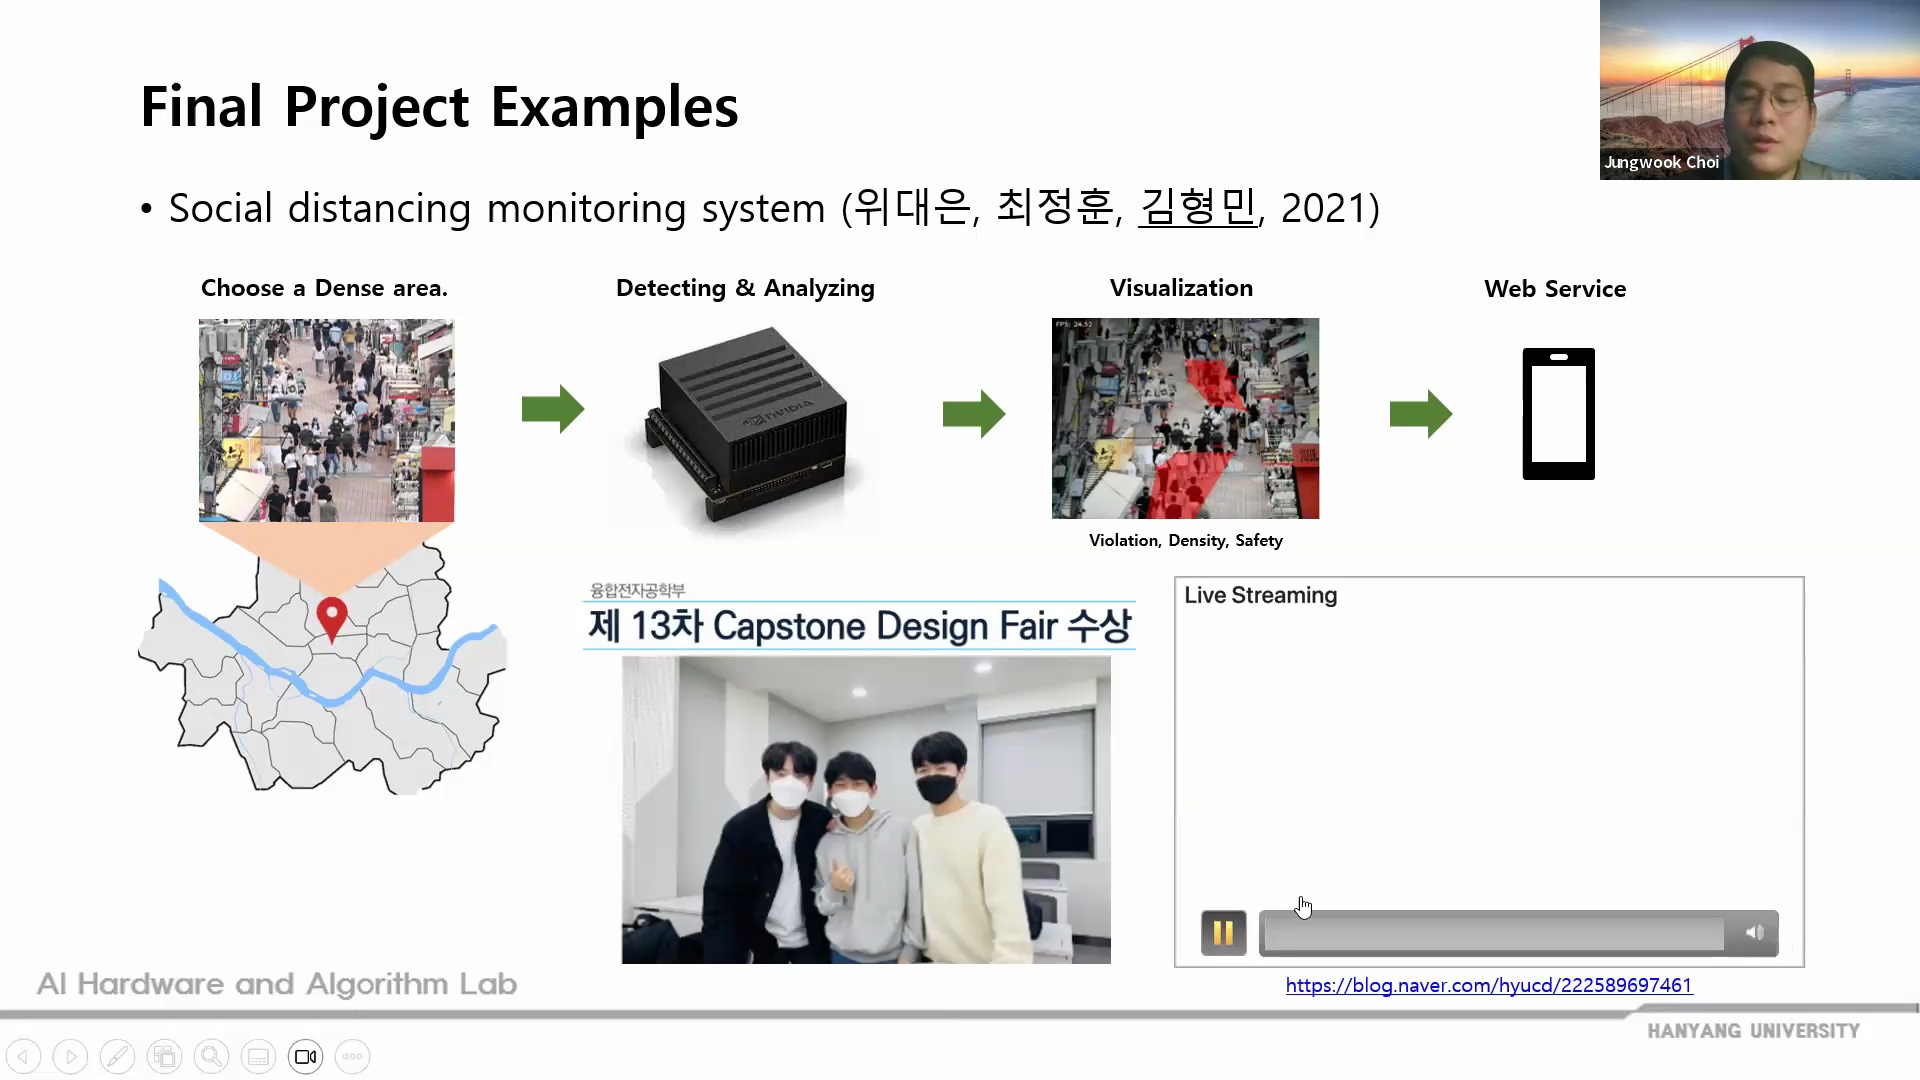 Final Project Examples
Jungwook Choi
• Social distancing monitoring system (위대은, 최정훈, 김형민, 2021)
Choose a Dense area.
Detecting & Analyzing
Visualization
Web Service
FPS: 24.52
NVIDIA
Violation, Density, Safety
융합전자공학부
제 13차 Capstone Design Fair 수상
Live Streaming
https://blog.naver.com/hyucd/222589697461
AI Hardware and Algorithm Lab
HANYANG UNIVERSITY